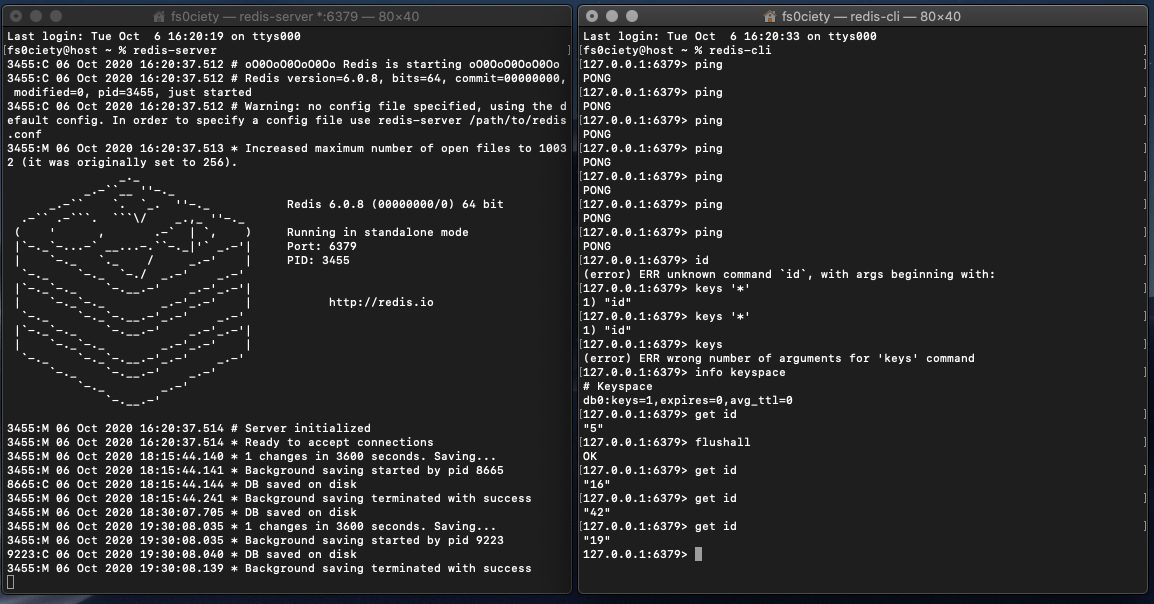 fs0ciety — redis-server *:6379 — 80×40
Last login: Tue Oct  6 16:20:19 on ttys000
[fs0ciety@host ~ % redis-server ]
3455:C 06 Oct 2020 16:20:37.512 # oO0OoO0OoO0Oo Redis is starting oO0OoO0OoO0Oo
3455:C 06 Oct 2020 16:20:37.512 # Redis version=6.0.8, bits=64, commit=00000000,
 modified=0, pid=3455, just started
3455:C 06 Oct 2020 16:20:37.512 # Warning: no config file specified, using the d
efault config. In order to specify a config file use redis-server /path/to/redis
.conf
3455:M 06 Oct 2020 16:20:37.513 * Increased maximum number of open files to 1003
2 (it was originally set to 256).
Redis 6.0.8 (00000000/0) 64 bit
Running in standalone mode
Port: 6379
PID: 3455
http://redis.io
3455:M 06 Oct 2020 16:20:37.514 # Server initialized
3455:M 06 Oct 2020 16:20:37.514 * Ready to accept connections
3455:M 06 Oct 2020 18:15:44.140 * 1 changes in 3600 seconds. Saving...
3455:M 06 Oct 2020 18:15:44.141 * Background saving started by pid 8665
8665:C 06 Oct 2020 18:15:44.144 * DB saved on disk
3455:M 06 Oct 2020 18:15:44.241 * Background saving terminated with success
3455:M 06 Oct 2020 18:30:07.705 * DB saved on disk
3455:M 06 Oct 2020 19:30:08.035 * 1 changes in 3600 seconds. Saving...
3455:M 06 Oct 2020 19:30:08.035 * Background saving started by pid 9223
9223:C 06 Oct 2020 19:30:08.040 * DB saved on disk
3455:M 06 Oct 2020 19:30:08.139 * Background saving terminated with success
fs0ciety — redis-cli — 80×40
Last login: Tue Oct  6 16:20:33 on ttys000
[fs0ciety@host ~ % redis-cli ]
[127.0.0.1:6379> ping ]
PONG
[127.0.0.1:6379> ping ]
PONG
[127.0.0.1:6379> ping ]
PONG
[127.0.0.1:6379> ping ]
PONG
[127.0.0.1:6379> ping ]
PONG
[127.0.0.1:6379> ping ]
PONG
[127.0.0.1:6379> ping ]
PONG
[127.0.0.1:6379> id ]
(error) ERR unknown command `id`, with args beginning with:
[127.0.0.1:6379> keys '*' ]
1) "id"
[127.0.0.1:6379> keys '*' ]
1) "id"
[127.0.0.1:6379> keys ]
(error) ERR wrong number of arguments for 'keys' command
[127.0.0.1:6379> info keyspace ]
# Keyspace
db0:keys=1,expires=0,avg_ttl=0
[127.0.0.1:6379> get id ]
"5"
[127.0.0.1:6379> flushall ]
OK
[127.0.0.1:6379> get id ]
"16"
[127.0.0.1:6379> get id ]
"42"
[127.0.0.1:6379> get id ]
"19"
127.0.0.1:6379>